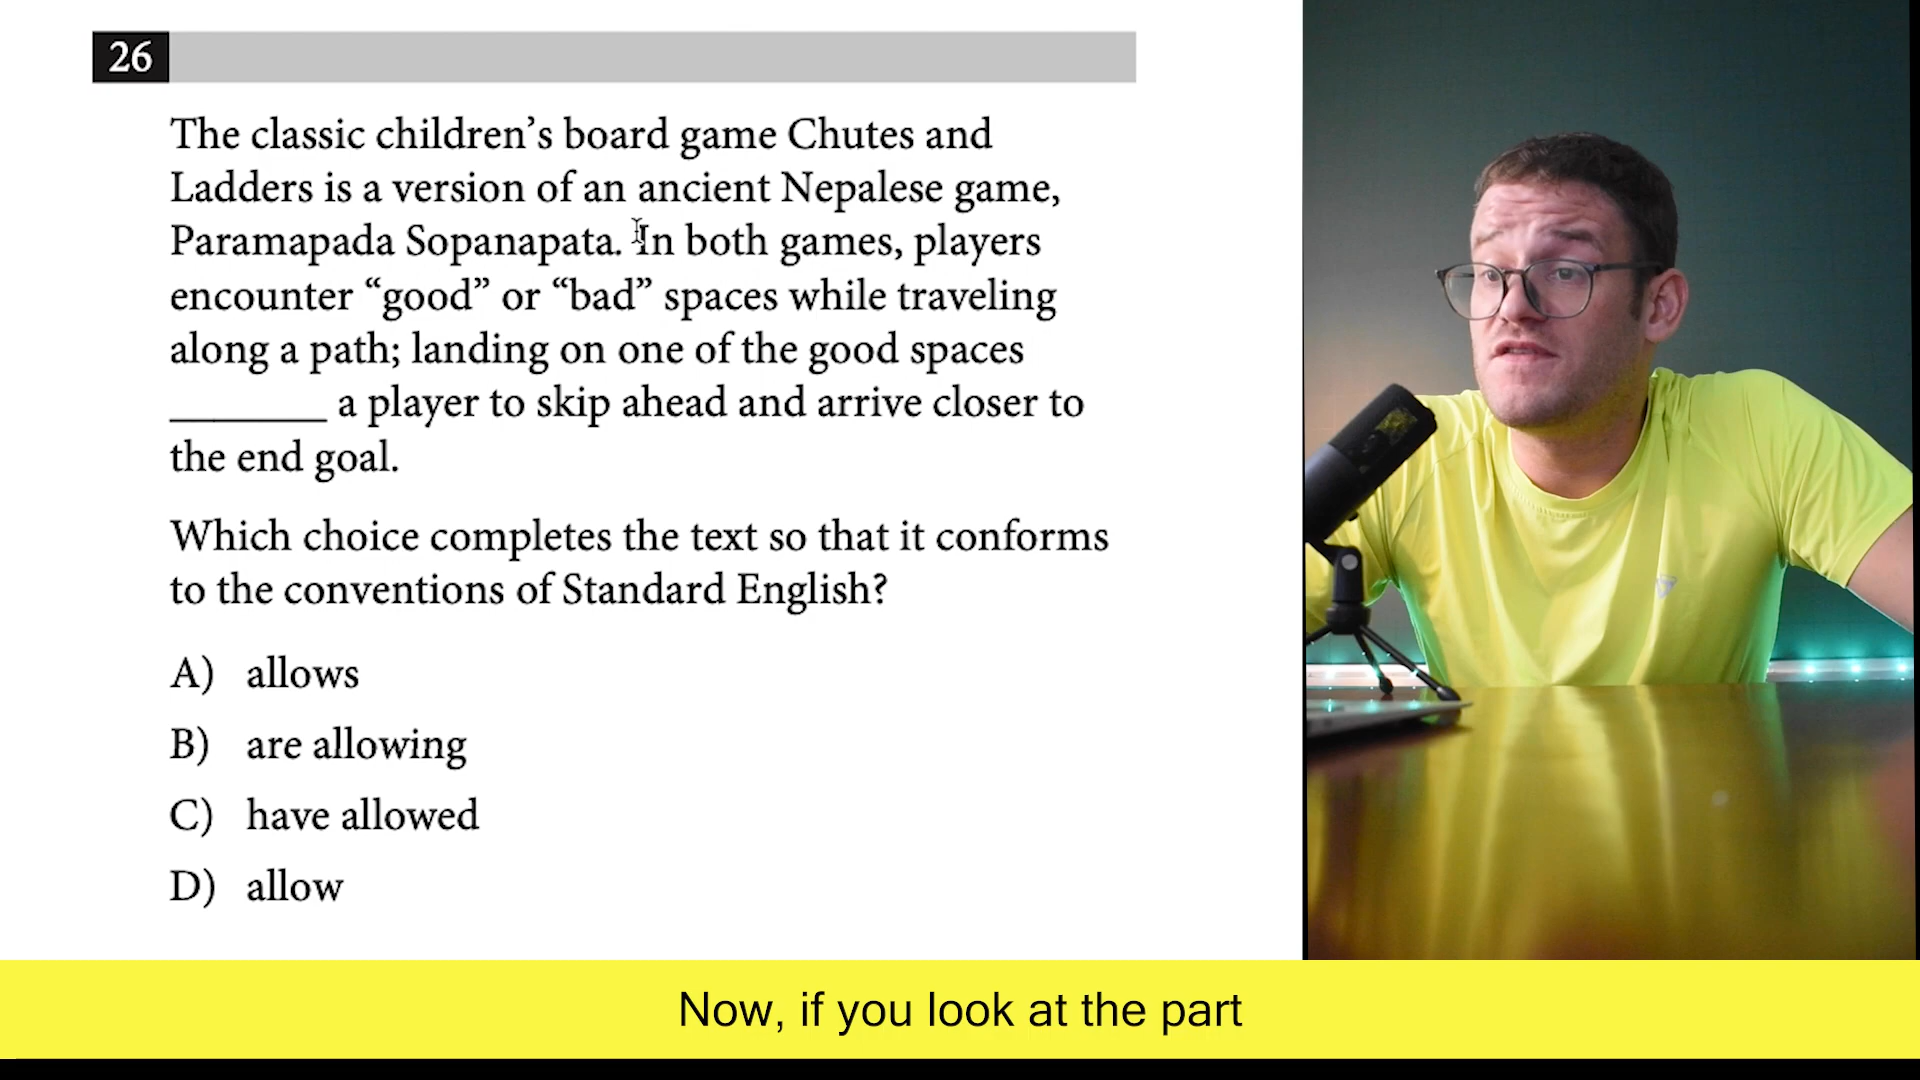 26
The classic children’s board game Chutes and
Ladders is a version of an ancient Nepalese game,
Paramapada Sopanapata. In both games, players
encounter “good” or “bad” spaces while traveling
along a path; landing on one of the good spaces
_______ a player to skip ahead and arrive closer to
the end goal.
Which choice completes the text so that it conforms
to the conventions of Standard English?
A) allows
B) are allowing
C) have allowed
D) allow
Now, if you look at the part